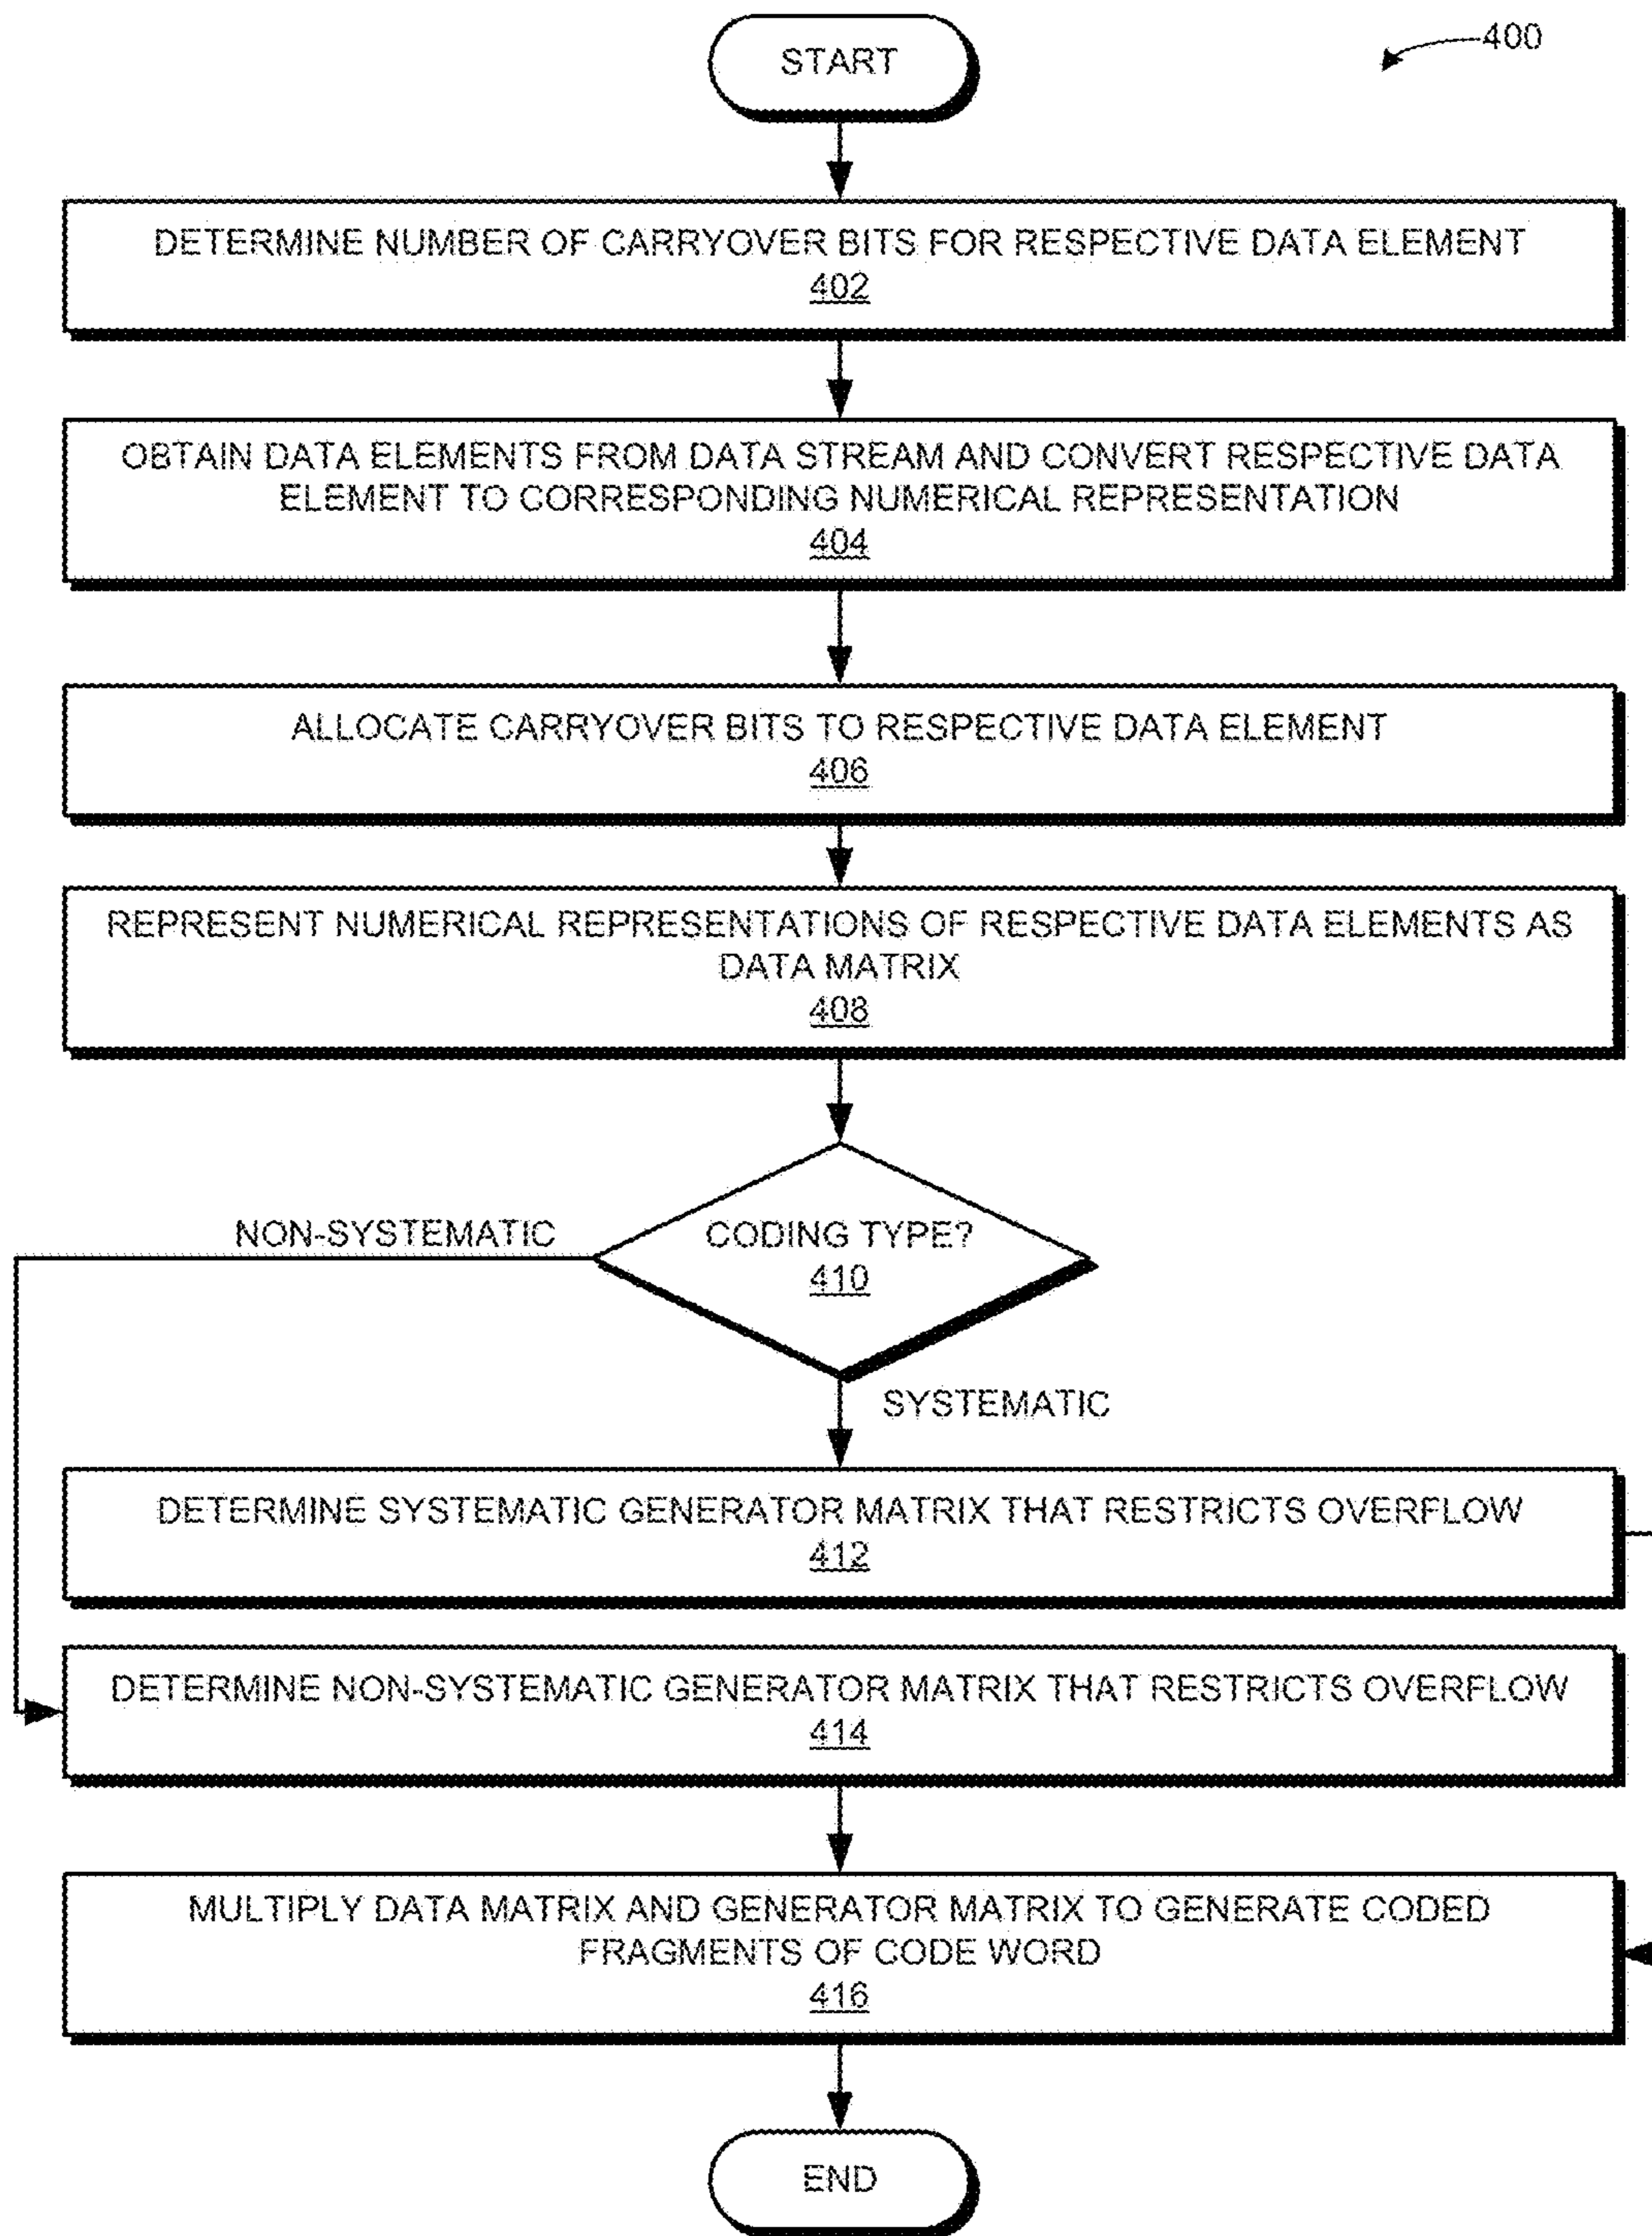 START
400
DETERMINE NUMBER OF CARRYOVER BITS FOR RESPECTIVE DATA ELEMENT
402
OBTAIN DATA ELEMENTS FROM DATA STREAM AND CONVERT RESPECTIVE DATA
ELEMENT TO CORRESPONDING NUMERICAL REPRESENTATION
404
ALLOCATE CARRYOVER BITS TO RESPECTIVE DATA ELEMENT
406
REPRESENT NUMERICAL REPRESENTATIONS OF RESPECTIVE DATA ELEMENTS AS
DATA MATRIX
408
NON-SYSTEMATIC
CODING TYPE?
410
SYSTEMATIC
DETERMINE SYSTEMATIC GENERATOR MATRIX THAT RESTRICTS OVERFLOW
412
DETERMINE NON-SYSTEMATIC GENERATOR MATRIX THAT RESTRICTS OVERFLOW
414
MULTIPLY DATA MATRIX AND GENERATOR MATRIX TO GENERATE CODED
FRAGMENTS OF CODE WORD
416
END